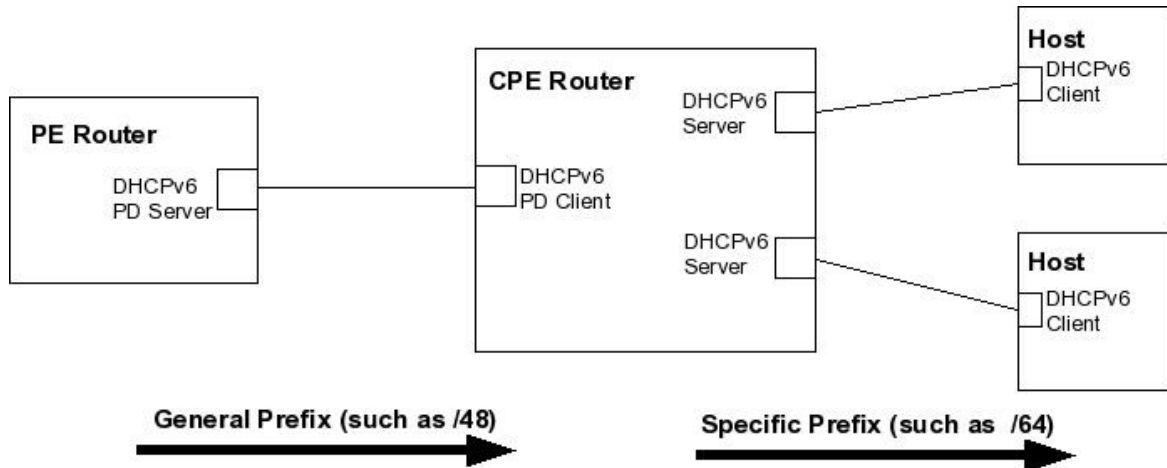 PE Router
DHCPv6
PD Server
CPE Router
DHCPv6
PD Client
DHCPv6
Server
DHCPv6
Server
Host
DHCPv6
Client
Host
DHCPv6
Client
General Prefix (such as /48)
Specific Prefix (such as /64)